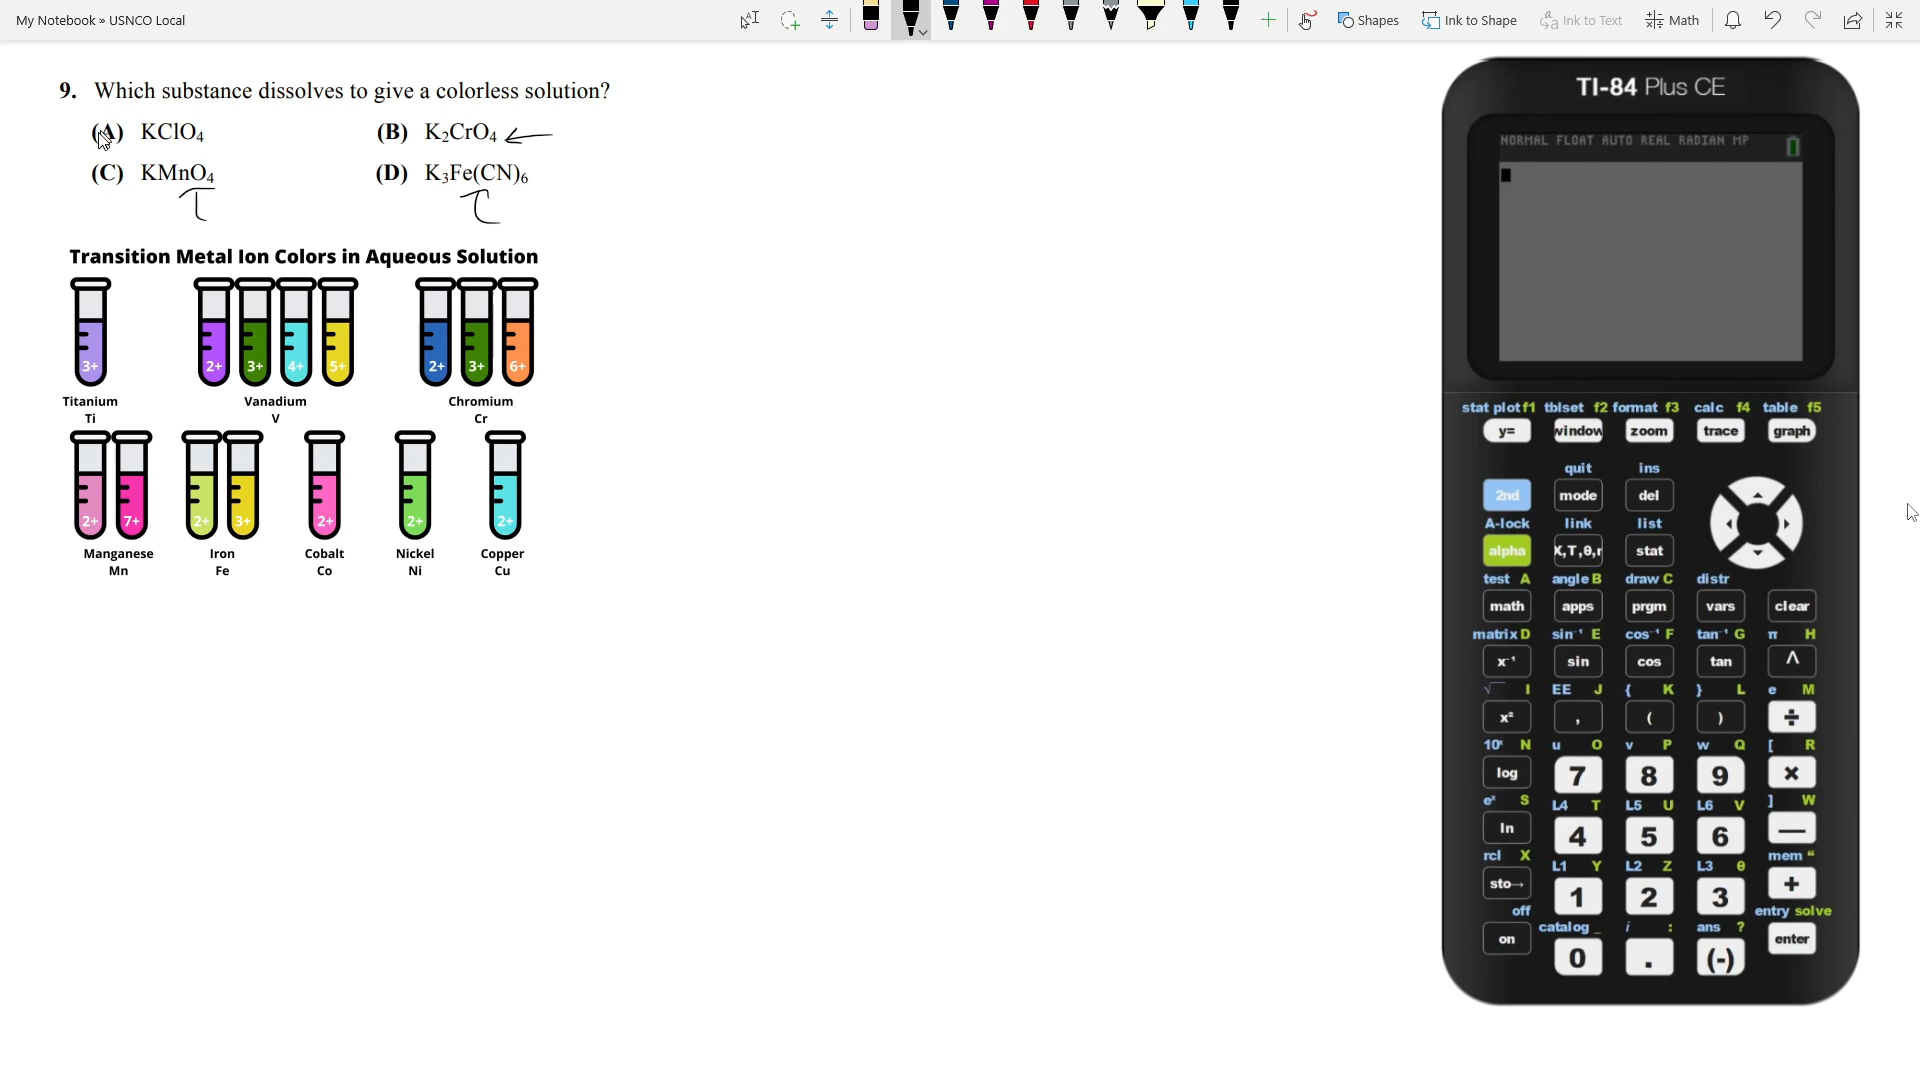 My Notebook » USNCO Local
Shapes
Ink to Shape
Ink to Text
Math
9. Which substance dissolves to give a colorless solution?
(A) KClO4
(B) K2CrO4
(C) KMnO4
(D) K3Fe(CN)6
Transition Metal Ion Colors in Aqueous Solution
3+ 2+ 3+ 4+ 5+ 2+ 3+ 6+
Titanium Vanadium Chromium
Ti V Cr
2+ 7+ 2+ 3+ 2+ 2+ 2+
Manganese Iron Cobalt Nickel Copper
Mn Fe Co Ni Cu
TI-84 Plus CE
NORMAL FLOAT AUTO REAL RADIAN MP
stat plot f1 tblset f2 format f3 calc f4 table f5
y= window zoom trace graph
quit ins
2nd mode del
A-lock link list
alpha X,T,θ,n stat
test A angle B draw C distr
math apps prgm vars clear
matrix D sin⁻¹ E cos⁻¹ F tan⁻¹ G π H
x⁻¹ sin cos tan ^
√ I EE J { K } L e M
x² , ( ) ÷
10ˣ N u O v P w Q [ R
log 7 8 9 ×
eˣ S L4 T L5 U L6 V ] W
ln 4 5 6 —
rcl X L1 Y L2 Z L3 θ mem “
sto→ 1 2 3 +
off catalog _ i : ans ? entry solve
on 0 . (-) enter